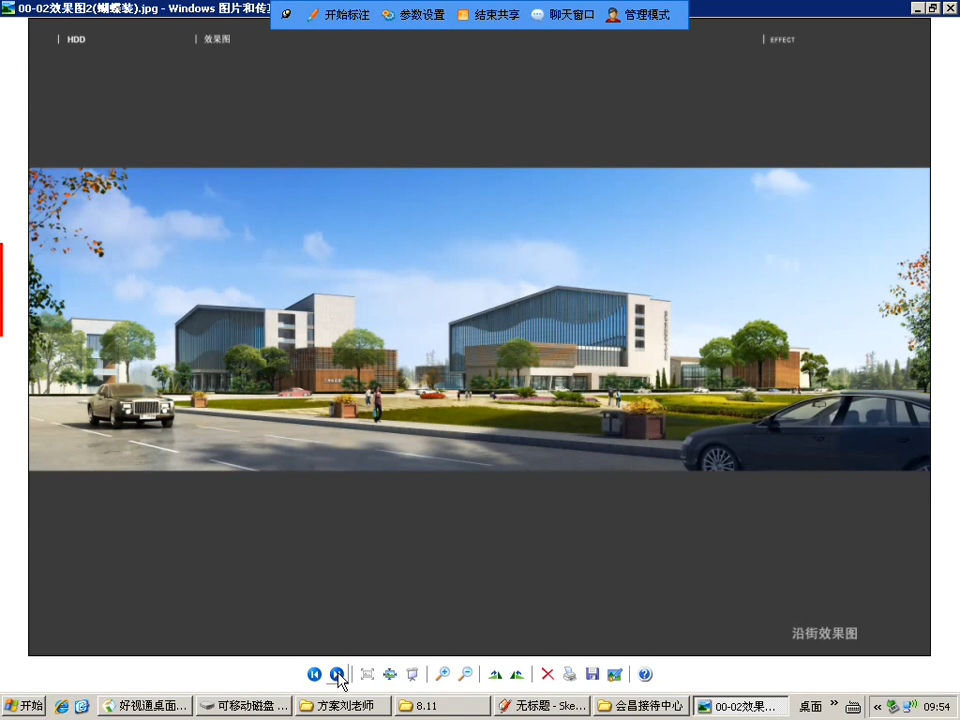 00-02效果图2(蝴蝶装).jpg - Windows 图片和传真
开始标注
参数设置
结束共享
聊天窗口
管理模式
HDD
效果图
EFFECT
沿街效果图
开始
好视通桌面...
可移动磁盘 ...
方案刘老师
8.11
无标题 - Ske...
会昌接待中心
00-02效果...
桌面
09:54